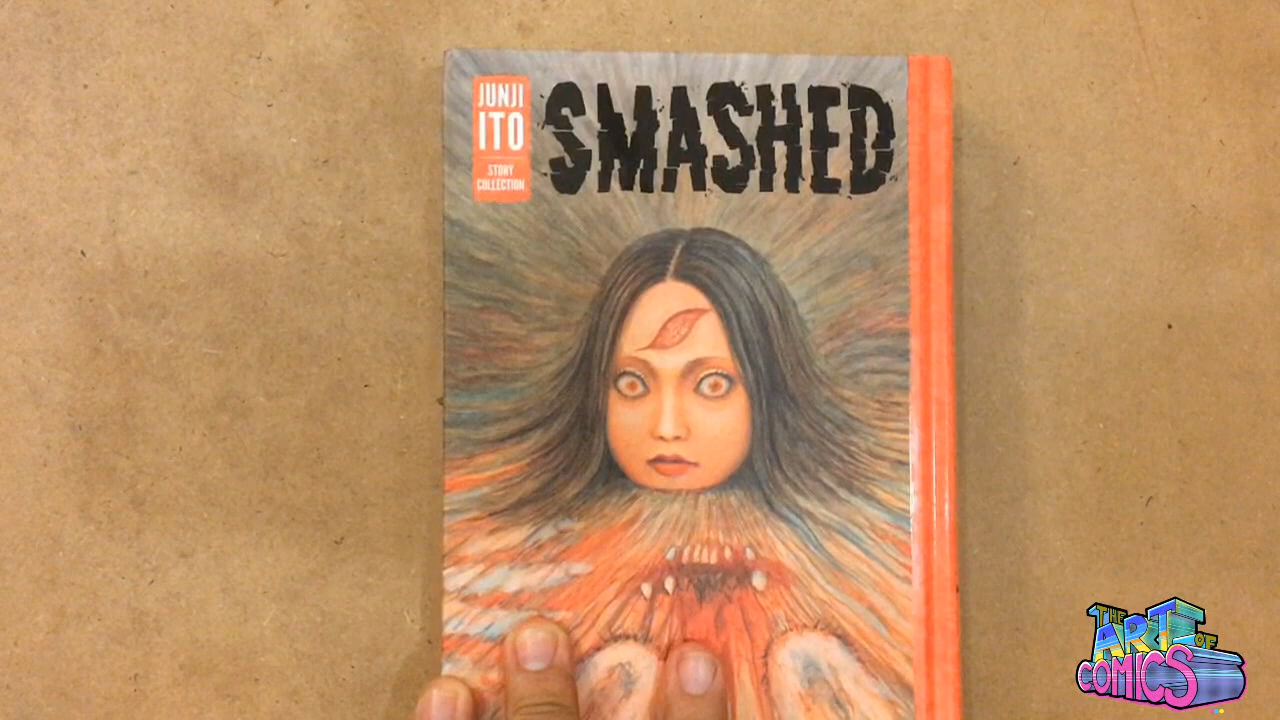 JUNJI
ITO
STORY
COLLECTION
SMASHED
THE
ART OF
COMICS